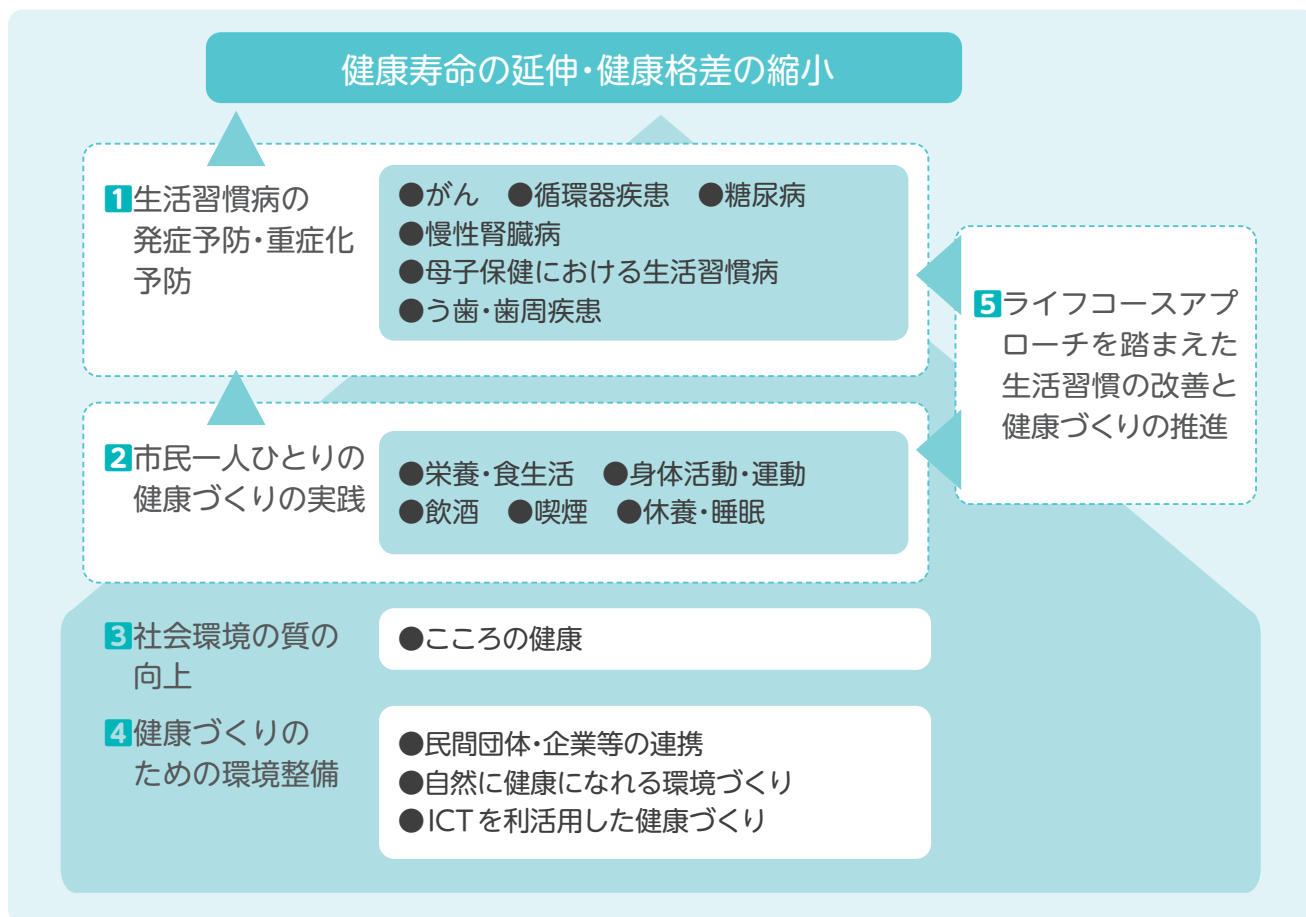 健康寿命の延伸・健康格差の縮小
1生活習慣病の
発症予防・重症化
予防
●がん ●循環器疾患 ●糖尿病
●慢性腎臓病
●母子保健における生活習慣病
●う歯・歯周疾患
2市民一人ひとりの
健康づくりの実践
●栄養・食生活 ●身体活動・運動
●飲酒 ●喫煙 ●休養・睡眠
3社会環境の質の
向上
●こころの健康
4健康づくりの
ための環境整備
●民間団体・企業等の連携
●自然に健康になれる環境づくり
●ICTを利活用した健康づくり
5ライフコースアプ
ローチを踏まえた
生活習慣の改善と
健康づくりの推進